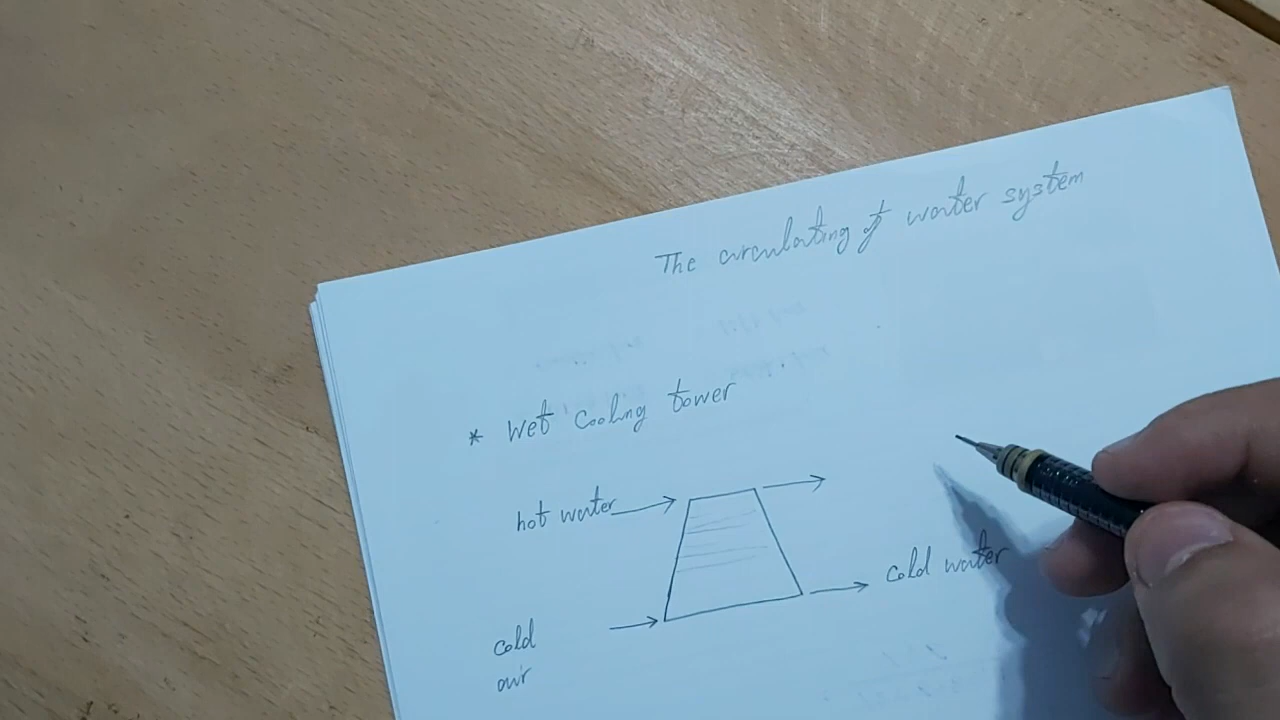 The circulating of water system
* Wet Cooling tower
hot water
cold water
cold
air